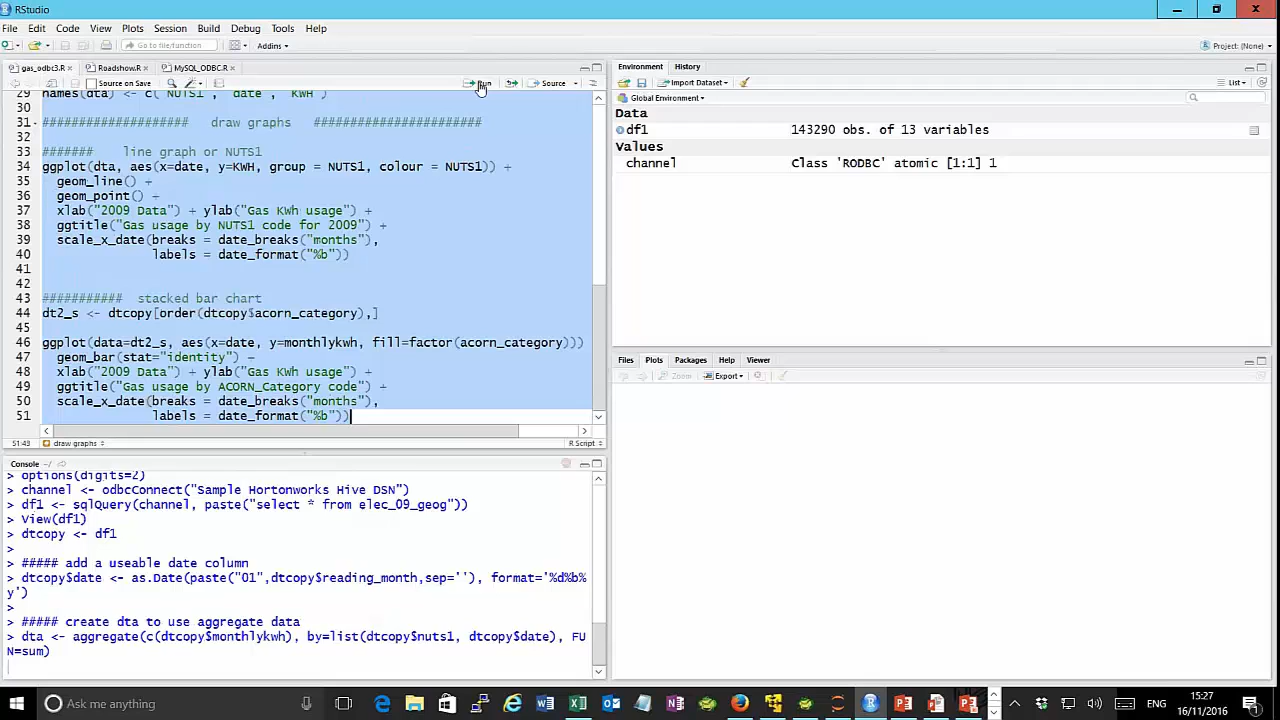 RStudio
File Edit Code View Plots Session Build Debug Tools Help
Go to file/function Addins Project: (None)
gas_odbc3.R Roadshow.R MySQL_ODBC.R
Source on Save Run Source
29 names(dta) <- c("NUTS1", "date", "KWH")
31 #################### draw graphs #######################
32
33 ####### line graph or NUTS1
34 ggplot(dta, aes(x=date, y=KWH, group = NUTS1, colour = NUTS1)) +
35 geom_line() +
36 geom_point() +
37 xlab("2009 Data") + ylab("Gas KWh usage") +
38 ggtitle("Gas usage by NUTS1 code for 2009") +
39 scale_x_date(breaks = date_breaks("months"),
40 labels = date_format("%b"))
41
42
43 ########### stacked bar chart
44 dt2_s <- dtcopy[order(dtcopy$acorn_category),]
45
46 ggplot(data=dt2_s, aes(x=date, y=monthlykwh, fill=factor(acorn_category)))
47 geom_bar(stat="identity") –
48 xlab("2009 Data") + ylab("Gas KWh usage") +
49 ggtitle("Gas usage by ACORN_Category code") +
50 scale_x_date(breaks = date_breaks("months"),
51 labels = date_format("%b"))
51:43 draw graphs R Script
Console ~/
> options(digits=2)
> channel <- odbcConnect("Sample Hortonworks Hive DSN")
> df1 <- sqlQuery(channel, paste("select * from elec_09_geog"))
> View(df1)
> dtcopy <- df1
>
> ##### add a useable date column
> dtcopy$date <- as.Date(paste("01",dtcopy$reading_month,sep=''), format='%d%b%
y')
>
> ##### create dta to use aggregate data
> dta <- aggregate(c(dtcopy$monthlykwh), by=list(dtcopy$nuts1, dtcopy$date), FU
N=sum)
Environment History
Import Dataset List
Global Environment
Data
df1 143290 obs. of 13 variables
Values
channel Class 'RODBC' atomic [1:1] 1
Files Plots Packages Help Viewer
Zoom Export
Ask me anything
ENG
15:27
16/11/2016